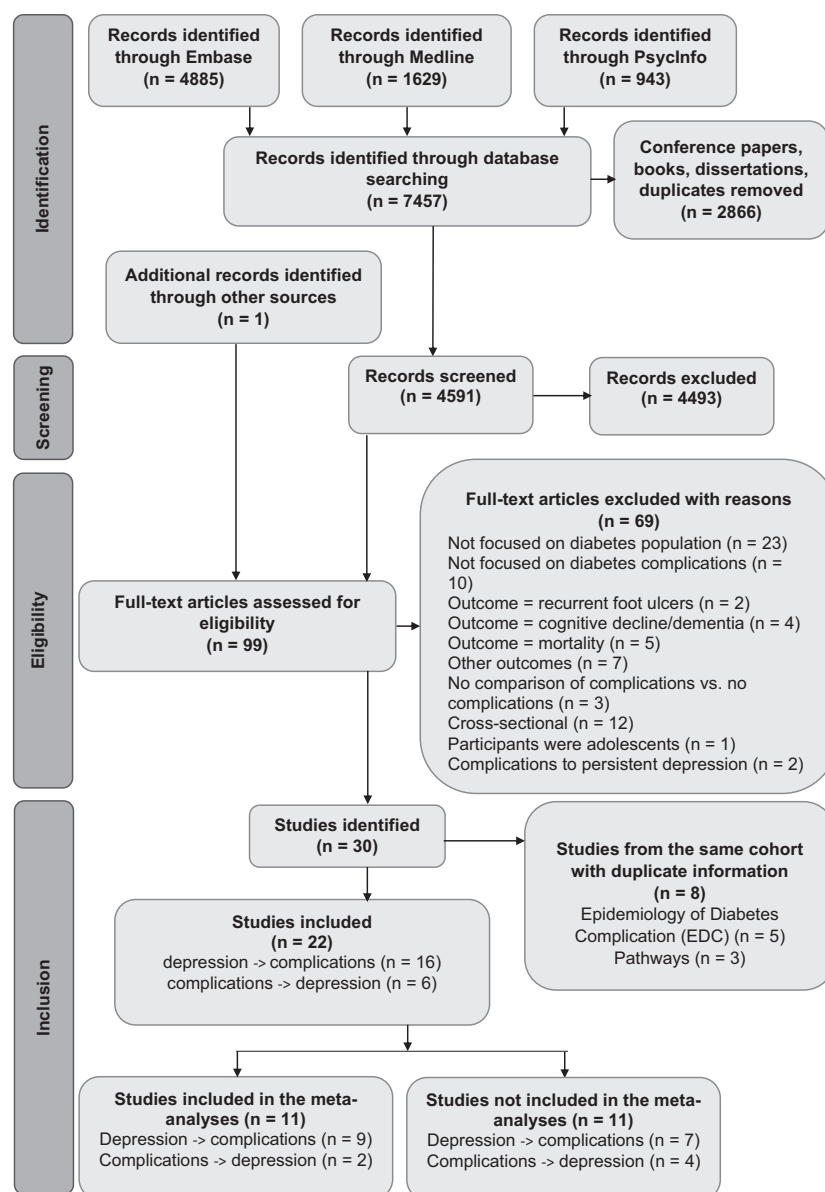 Identification
Records identified
through Embase
(n = 4885)
Records identified
through Medline
(n = 1629)
Records identified
through PsycInfo
(n = 943)
Records identified through database
searching
(n = 7457)
Conference papers,
books, dissertations,
duplicates removed
(n = 2866)
Additional records identified
through other sources
(n = 1)
Screening
Records screened
(n = 4591)
Records excluded
(n = 4493)
Eligibility
Full-text articles assessed for
eligibility
(n = 99)
Full-text articles excluded with reasons
(n = 69)
Not focused on diabetes population (n = 23)
Not focused on diabetes complications (n =
10)
Outcome = recurrent foot ulcers (n = 2)
Outcome = cognitive decline/dementia (n = 4)
Outcome = mortality (n = 5)
Other outcomes (n = 7)
No comparison of complications vs. no
complications (n = 3)
Cross-sectional (n = 12)
Participants were adolescents (n = 1)
Complications to persistent depression (n = 2)
Inclusion
Studies identified
(n = 30)
Studies from the same cohort
with duplicate information
(n = 8)
Epidemiology of Diabetes
Complication (EDC) (n = 5)
Pathways (n = 3)
Studies included
(n = 22)
depression -> complications (n = 16)
complications -> depression (n = 6)
Studies included in the meta-
analyses (n = 11)
Depression -> complications (n = 9)
Complications -> depression (n = 2)
Studies not included in the meta-
analyses (n = 11)
Depression -> complications (n = 7)
Complications -> depression (n = 4)